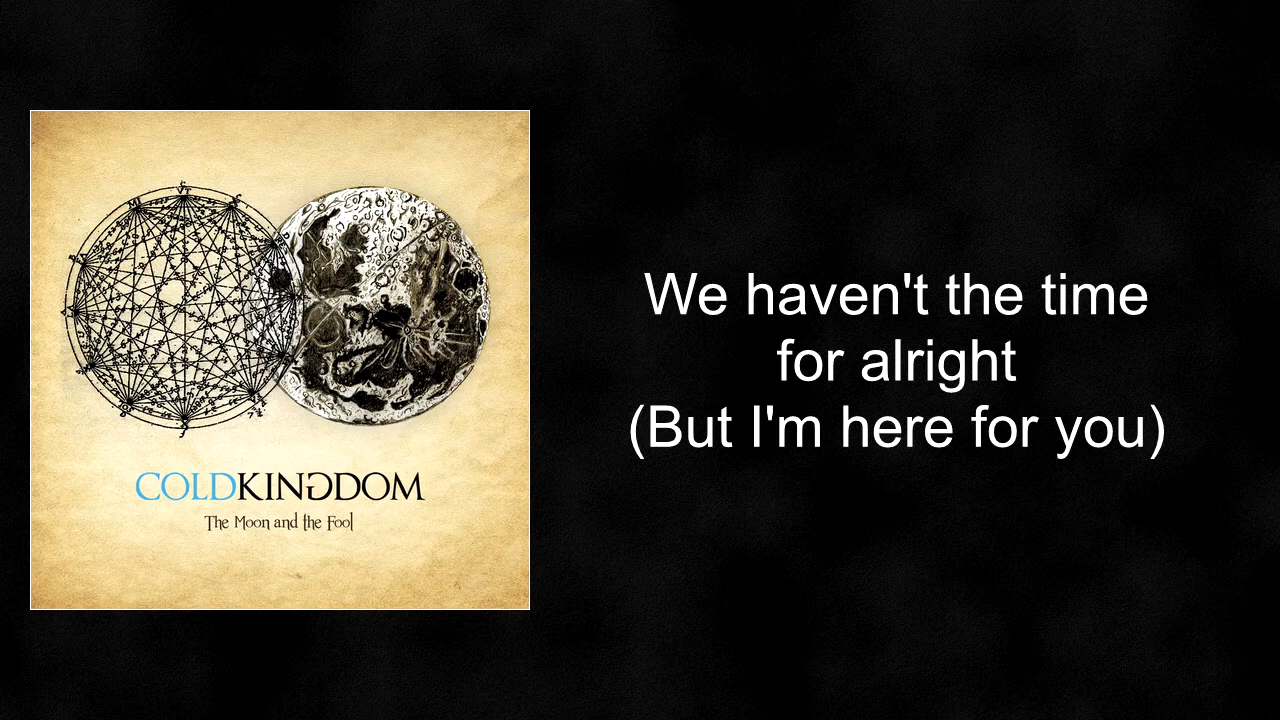 COLDKINGDOM
The Moon and the Fool
We haven't the time
for alright
(But I'm here for you)